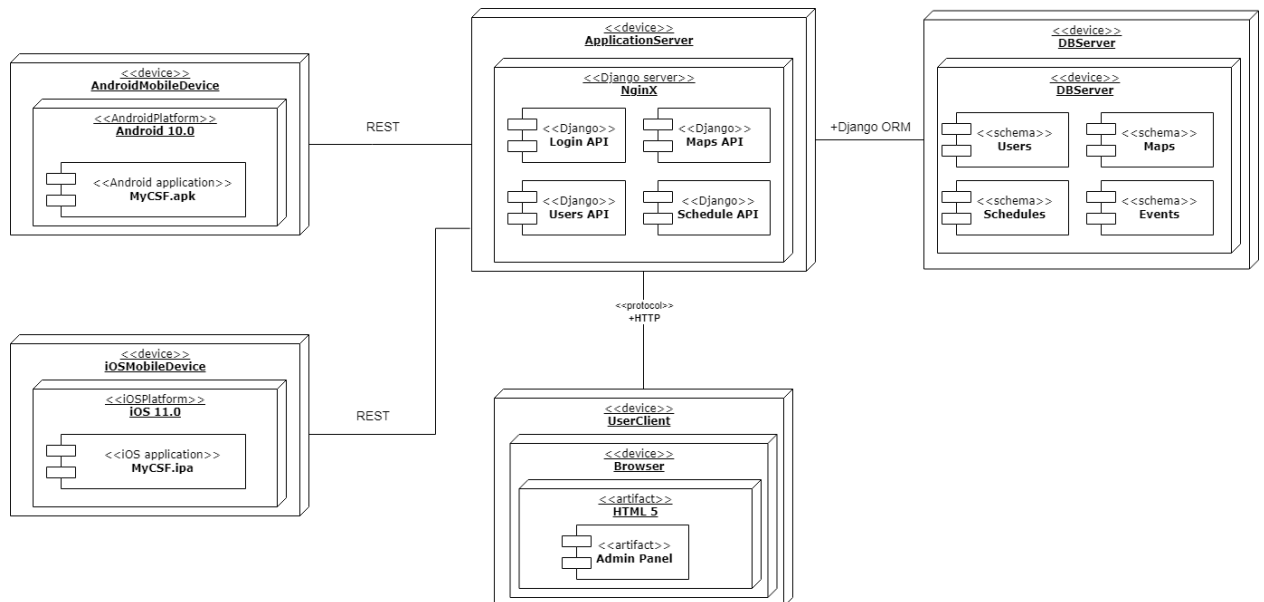 <<device>>
AndroidMobileDevice
<<AndroidPlatform>>
Android 10.0
<<Android application>>
MyCSF.apk
REST
<<device>>
ApplicationServer
<<Django server>>
NginX
<<Django>>
Login API
<<Django>>
Maps API
<<Django>>
Users API
<<Django>>
Schedule API
+Django ORM
<<device>>
DBServer
<<device>>
DBServer
<<schema>>
Users
<<schema>>
Maps
<<schema>>
Schedules
<<schema>>
Events
<<protocol>>
+HTTP
<<device>>
iOSMobileDevice
<<iOSPlatform>>
iOS 11.0
<<iOS application>>
MyCSF.ipa
REST
<<device>>
UserClient
<<device>>
Browser
<<artifact>>
HTML 5
<<artifact>>
Admin Panel